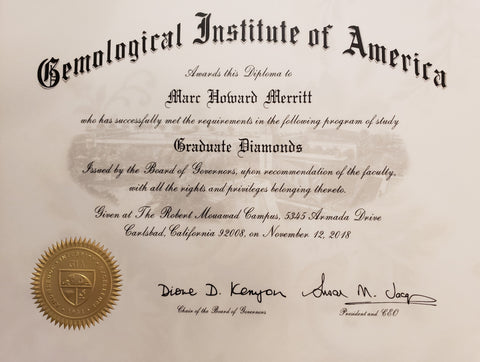 Gemological Institute of America
Awards this Diploma to
Marc Howard Merritt
who has successfully met the requirements in the following program of study
Graduate Diamonds
Issued by the Board of Governors, upon recommendation of the faculty,
with all the rights and privileges belonging thereto.
Given at The Robert Mouawad Campus, 5345 Armada Drive
Carlsbad, California 92008, on November 12, 2018
Diane D. Kenyon Susan M. Jacq
Chair of the Board of Governors President and CEO